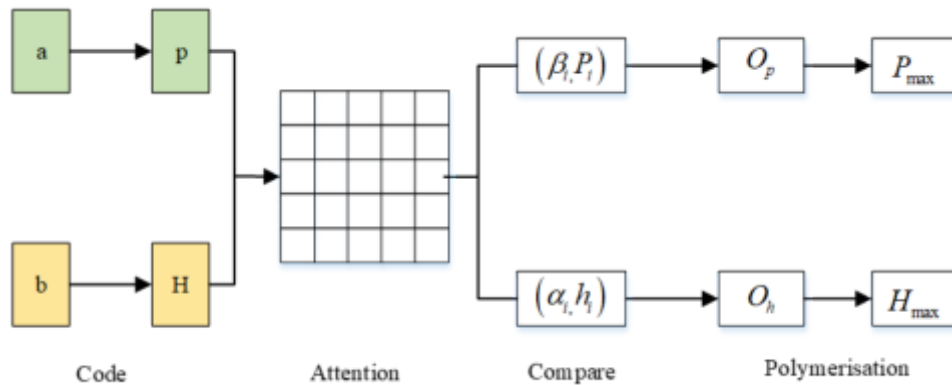 a
p
(β_i, P_i)
O_p
P_max
b
H
(α_i, h_i)
O_h
H_max
Code
Attention
Compare
Polymerisation